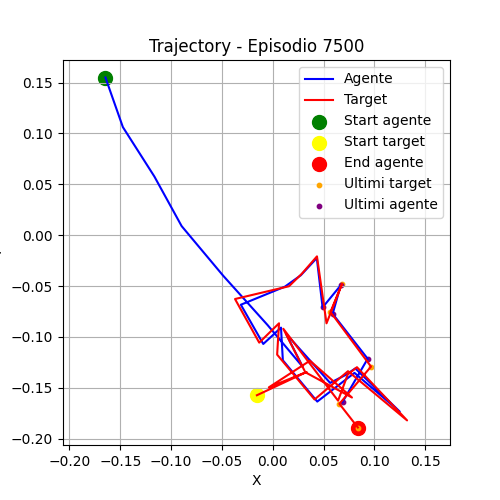 Trajectory - Episodio 7500
Agente
Target
Start agente
Start target
End agente
Ultimi target
Ultimi agente
0.15
0.10
0.05
0.00
−0.05
−0.10
−0.15
−0.20
−0.20 −0.15 −0.10 −0.05 0.00 0.05 0.10 0.15
X